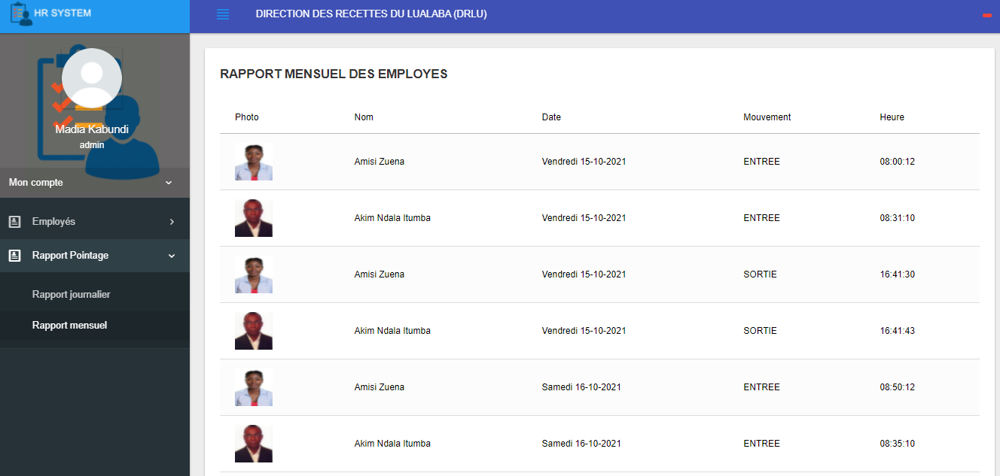 HR SYSTEM
DIRECTION DES RECETTES DU LUALABA (DRLU)
Madia Kabundi
admin
Mon compte
Employés
Rapport Pointage
Rapport journalier
Rapport mensuel
RAPPORT MENSUEL DES EMPLOYES
Photo Nom Date Mouvement Heure
Amisi Zuena Vendredi 15-10-2021 ENTREE 08:00:12
Akim Ndala Itumba Vendredi 15-10-2021 ENTREE 08:31:10
Amisi Zuena Vendredi 15-10-2021 SORTIE 16:41:30
Akim Ndala Itumba Vendredi 15-10-2021 SORTIE 16:41:43
Amisi Zuena Samedi 16-10-2021 ENTREE 08:50:12
Akim Ndala Itumba Samedi 16-10-2021 ENTREE 08:35:10